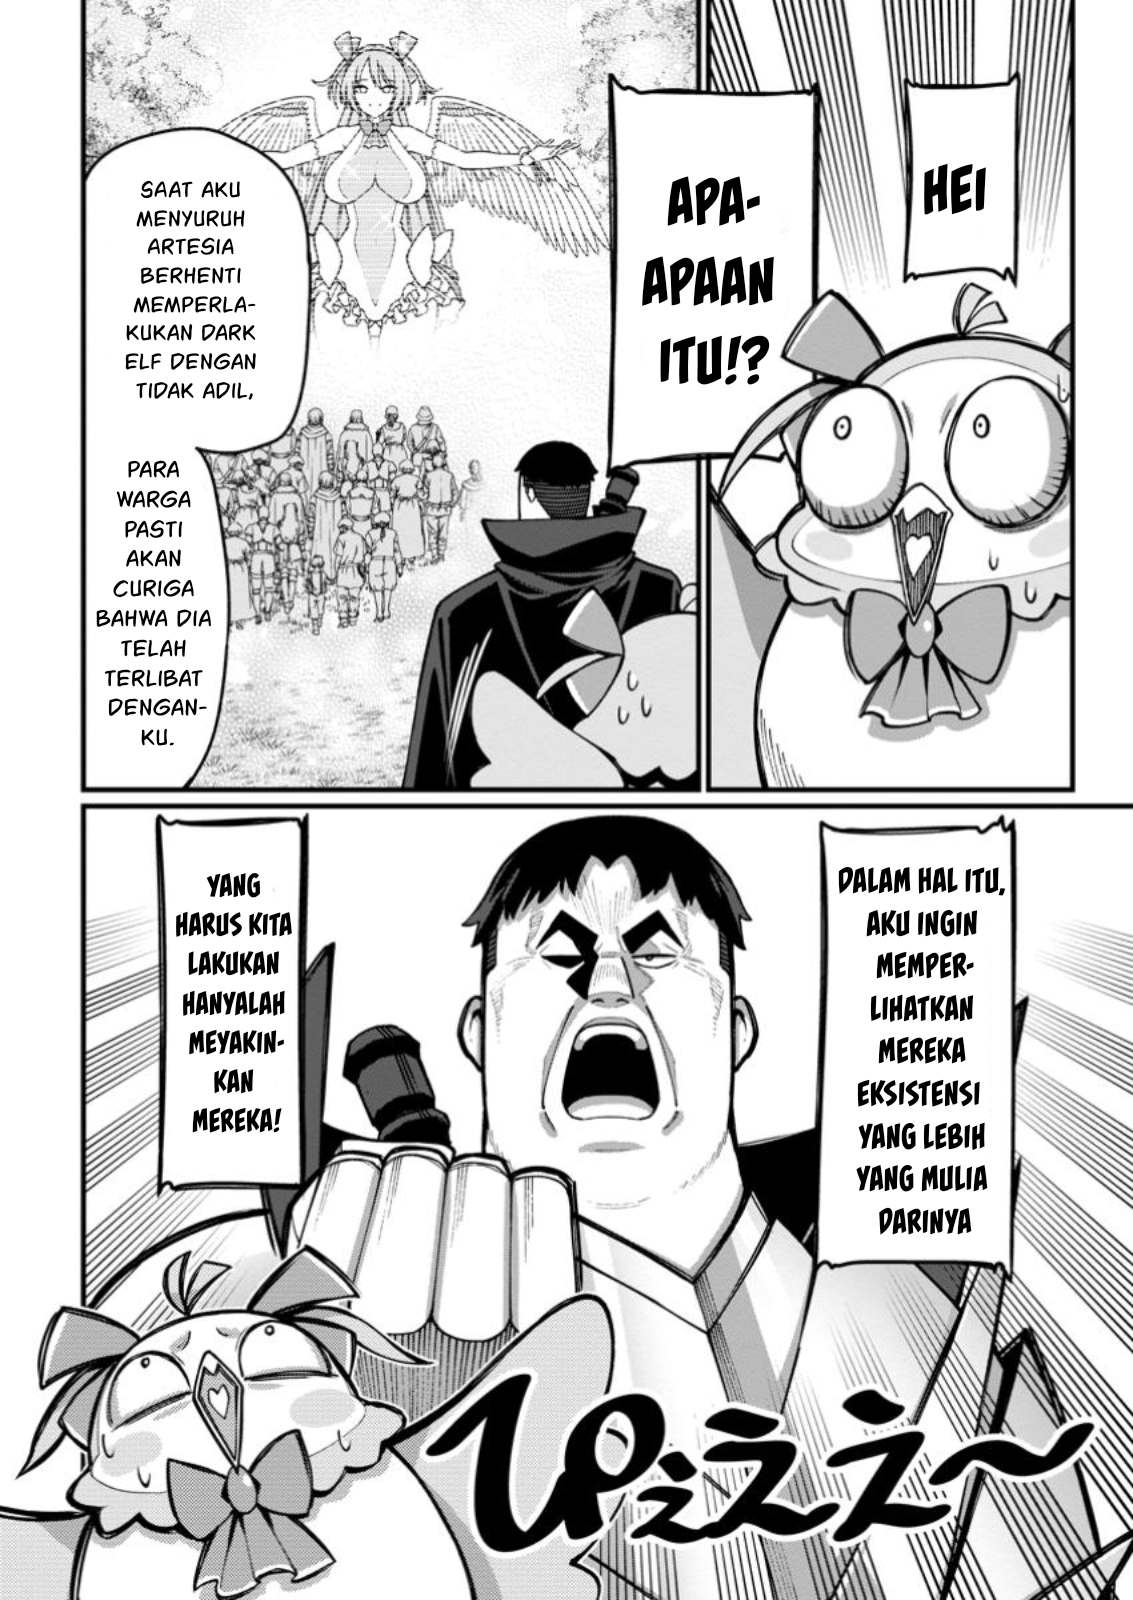 HEI
APA-
APAAN
ITU!?
SAAT AKU
MENYURUH
ARTESIA
BERHENTI
MEMPERLA-
KUKAN DARK
ELF DENGAN
TIDAK ADIL,
PARA
WARGA
PASTI
AKAN
CURIGA
BAHWA DIA
TELAH
TERLIBAT
DENGAN-
KU.
DALAM HAL ITU,
AKU INGIN
MEMPER-
LIHATKAN
MEREKA
EKSISTENSI
YANG LEBIH
YANG MULIA
DARINYA
YANG
HARUS KITA
LAKUKAN
HANYALAH
MEYAKIN-
KAN
MEREKA!
ぴぇええ〜